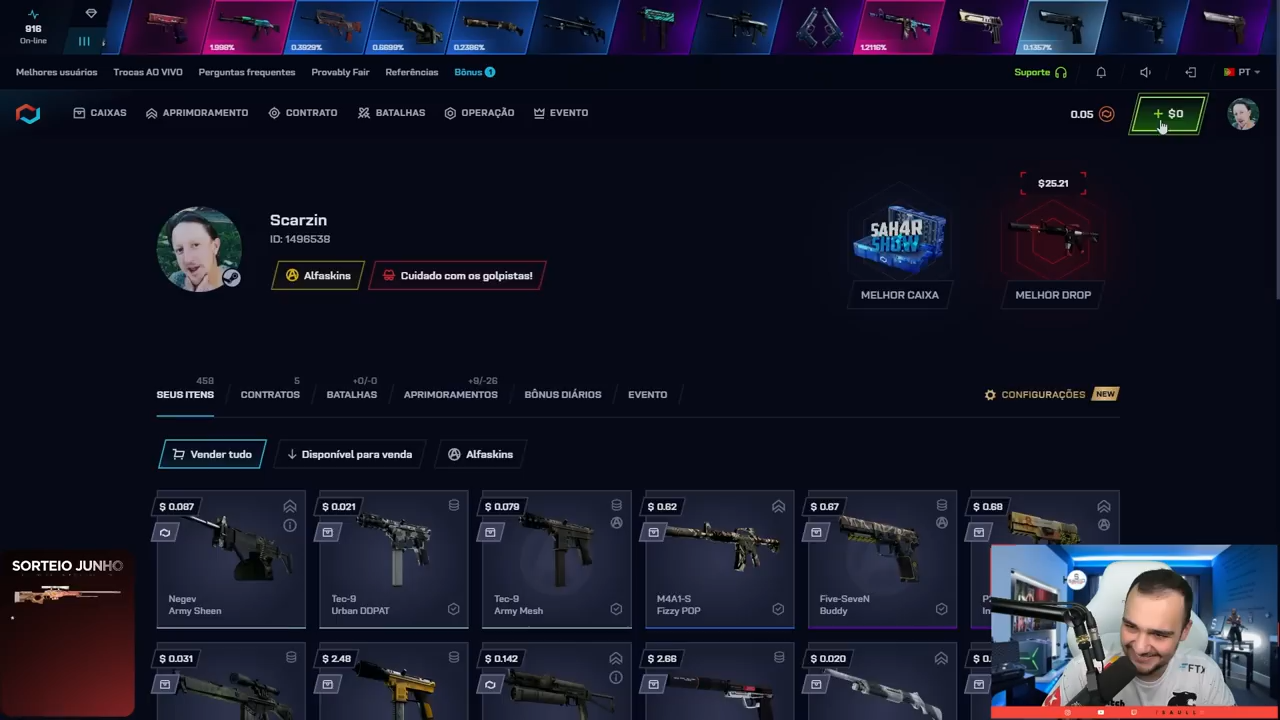 916
On-line
1.998%
0.3929%
0.6699%
0.2386%
1.2116%
0.1357%
Melhores usuários
Trocas AO VIVO
Perguntas frequentes
Provably Fair
Referências
Bônus 1
Suporte
PT
CAIXAS
APRIMORAMENTO
CONTRATO
BATALHAS
OPERAÇÃO
EVENTO
0.05
+ $0
$25.21
Scarzin
ID: 1496538
Alfaskins
Cuidado com os golpistas!
SAH4R
SHOW
MELHOR CAIXA
MELHOR DROP
459
5
+0/-0
+9/-26
SEUS ITENS
CONTRATOS
BATALHAS
APRIMORAMENTOS
BÔNUS DIÁRIOS
EVENTO
CONFIGURAÇÕES NEW
Vender tudo
Disponível para venda
Alfaskins
$ 0.087
$ 0.021
$ 0.079
$ 0.62
$ 0.67
$ 0.68
Negev
Army Sheen
Tec-9
Urban DDPAT
Tec-9
Army Mesh
M4A1-S
Fizzy POP
Five-SeveN
Buddy
SORTEIO JUNHO
$ 0.031
$ 2.48
$ 0.142
$ 2.66
$ 0.020
FTX